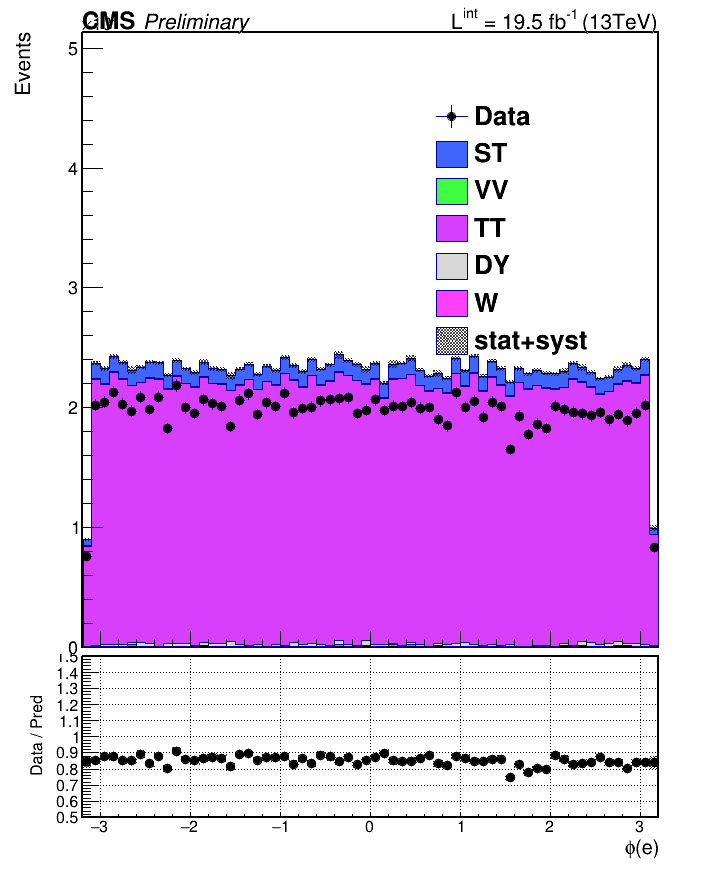 CMS Preliminary L^int = 19.5 fb^-1 (13TeV)
Events
5
4
3
2
1
0
Data
ST
VV
TT
DY
W
stat+syst
Data / Pred
1.5
1.4
1.3
1.2
1.1
1
0.9
0.8
0.7
0.6
0.5
−3 −2 −1 0 1 2 3
ϕ(e)